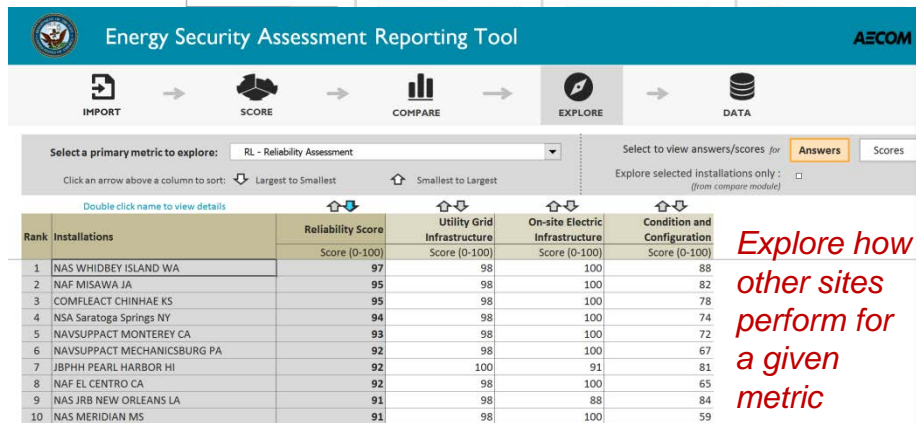 Energy Security Assessment Reporting Tool
AECOM
IMPORT SCORE COMPARE EXPLORE DATA
Select a primary metric to explore: RL - Reliability Assessment
Select to view answers/scores for Answers Scores
Click an arrow above a column to sort: Largest to Smallest Smallest to Largest
Explore selected installations only :
(from compare module)
Double click name to view details
Rank Installations Reliability Score Utility Grid Infrastructure On-site Electric Infrastructure Condition and Configuration
Score (0-100) Score (0-100) Score (0-100) Score (0-100)
1 NAS WHIDBEY ISLAND WA 97 98 100 88
2 NAF MISAWA JA 95 98 100 82
3 COMFLEACT CHINHAE KS 95 98 100 78
4 NSA Saratoga Springs NY 94 98 100 74
5 NAVSUPPACT MONTEREY CA 93 98 100 72
6 NAVSUPPACT MECHANICSBURG PA 92 98 100 67
7 JBPHH PEARL HARBOR HI 92 100 91 81
8 NAF EL CENTRO CA 92 98 100 65
9 NAS JRB NEW ORLEANS LA 91 98 88 84
10 NAS MERIDIAN MS 91 98 100 59
Explore how
other sites
perform for
a given
metric